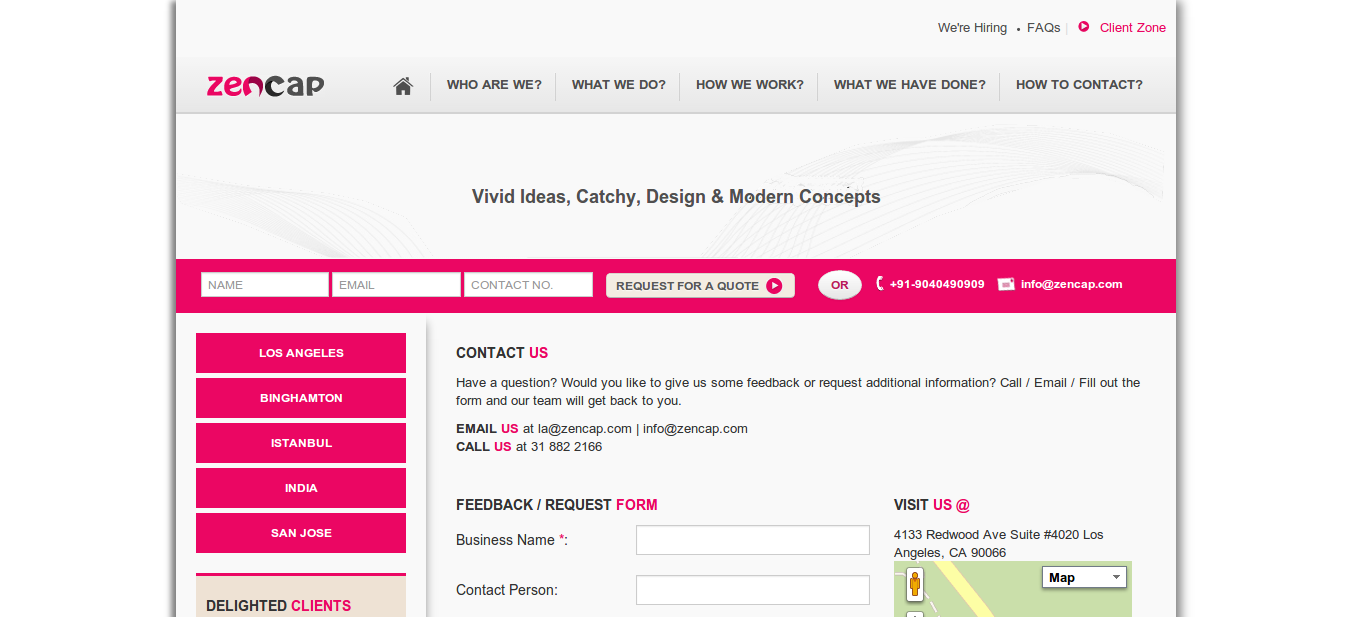 We're Hiring • FAQs | Client Zone
zencap
WHO ARE WE? WHAT WE DO? HOW WE WORK? WHAT WE HAVE DONE? HOW TO CONTACT?
Vivid Ideas, Catchy, Design & Modern Concepts
NAME EMAIL CONTACT NO. REQUEST FOR A QUOTE OR +91-9040490909 info@zencap.com
LOS ANGELES
BINGHAMTON
ISTANBUL
INDIA
SAN JOSE
DELIGHTED CLIENTS
CONTACT US
Have a question? Would you like to give us some feedback or request additional information? Call / Email / Fill out the
form and our team will get back to you.
EMAIL US at la@zencap.com | info@zencap.com
CALL US at 31 882 2166
FEEDBACK / REQUEST FORM
Business Name *:
Contact Person:
VISIT US @
4133 Redwood Ave Suite #4020 Los
Angeles, CA 90066
Map